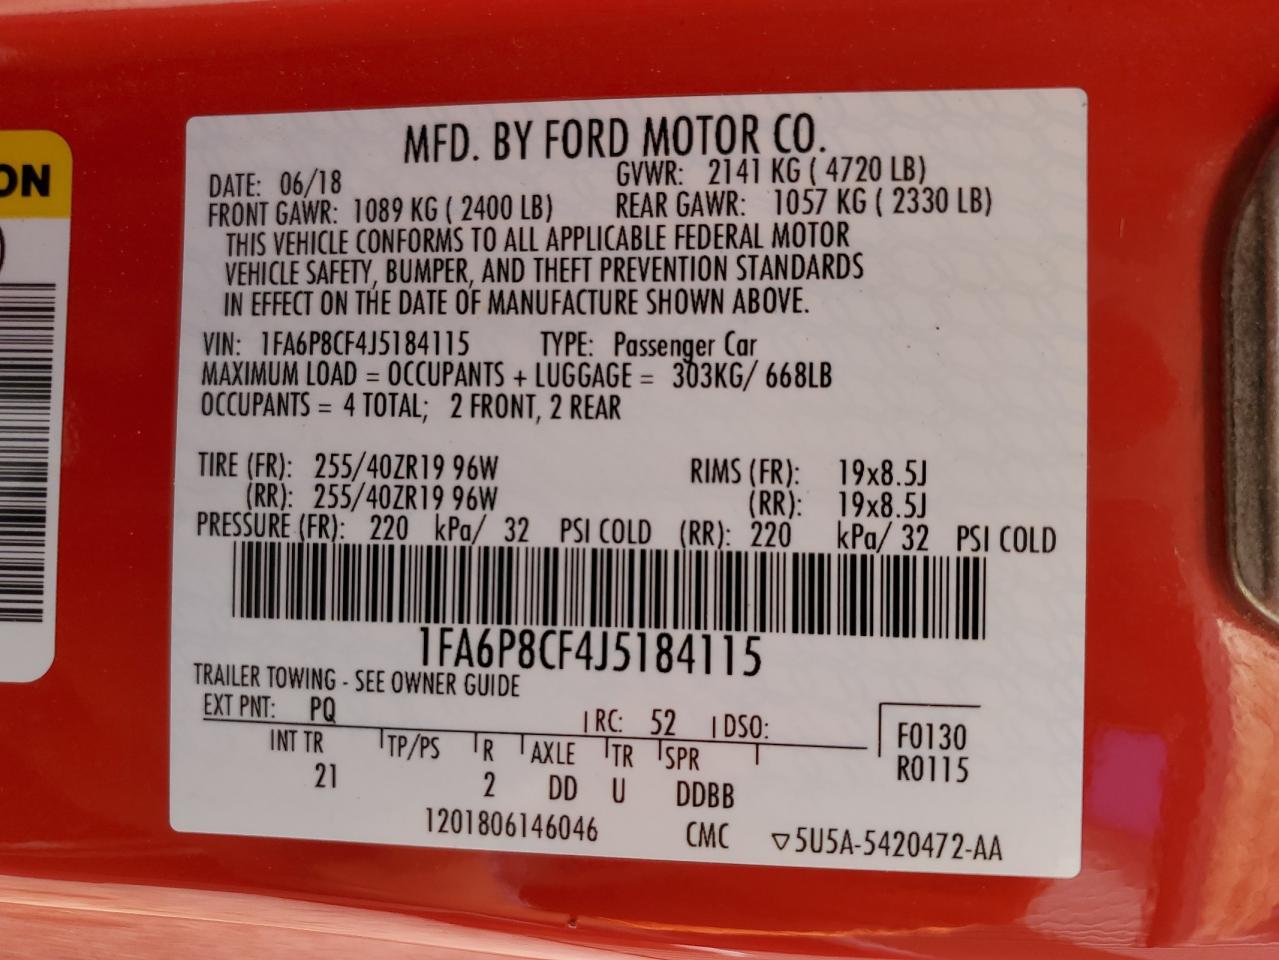 ON
MFD. BY FORD MOTOR CO.
DATE: 06/18 GVWR: 2141 KG ( 4720 LB)
FRONT GAWR: 1089 KG ( 2400 LB) REAR GAWR: 1057 KG ( 2330 LB)
THIS VEHICLE CONFORMS TO ALL APPLICABLE FEDERAL MOTOR
VEHICLE SAFETY, BUMPER, AND THEFT PREVENTION STANDARDS
IN EFFECT ON THE DATE OF MANUFACTURE SHOWN ABOVE.
VIN: 1FA6P8CF4J5184115 TYPE: Passenger Car
MAXIMUM LOAD = OCCUPANTS + LUGGAGE = 303KG/ 668LB
OCCUPANTS = 4 TOTAL; 2 FRONT, 2 REAR
TIRE (FR): 255/40ZR19 96W RIMS (FR): 19x8.5J
(RR): 255/40ZR19 96W (RR): 19x8.5J
PRESSURE (FR): 220 kPa/ 32 PSI COLD (RR): 220 kPa/ 32 PSI COLD
1FA6P8CF4J5184115
TRAILER TOWING - SEE OWNER GUIDE
EXT PNT: PQ RC: 52 DSO: F0130
INT TR TP/PS R AXLE TR SPR R0115
21 2 DD U DDBB
1201806146046 CMC ▽5U5A-5420472-AA